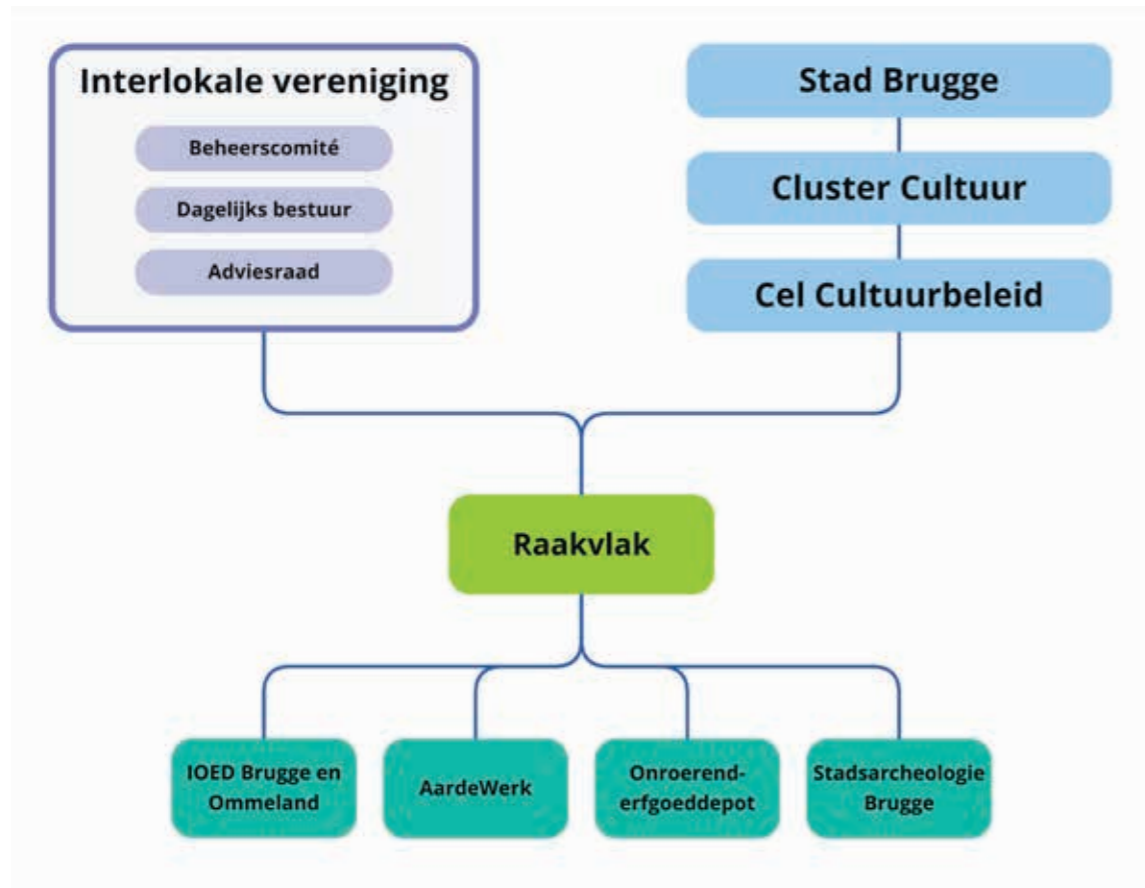 Interlokale vereniging
Beheerscomité
Dagelijks bestuur
Adviesraad
Stad Brugge
Cluster Cultuur
Cel Cultuurbeleid
Raakvlak
IOED Brugge en
Ommeland
AardeWerk
Onroerend-
erfgoeddepot
Stadsarcheologie
Brugge